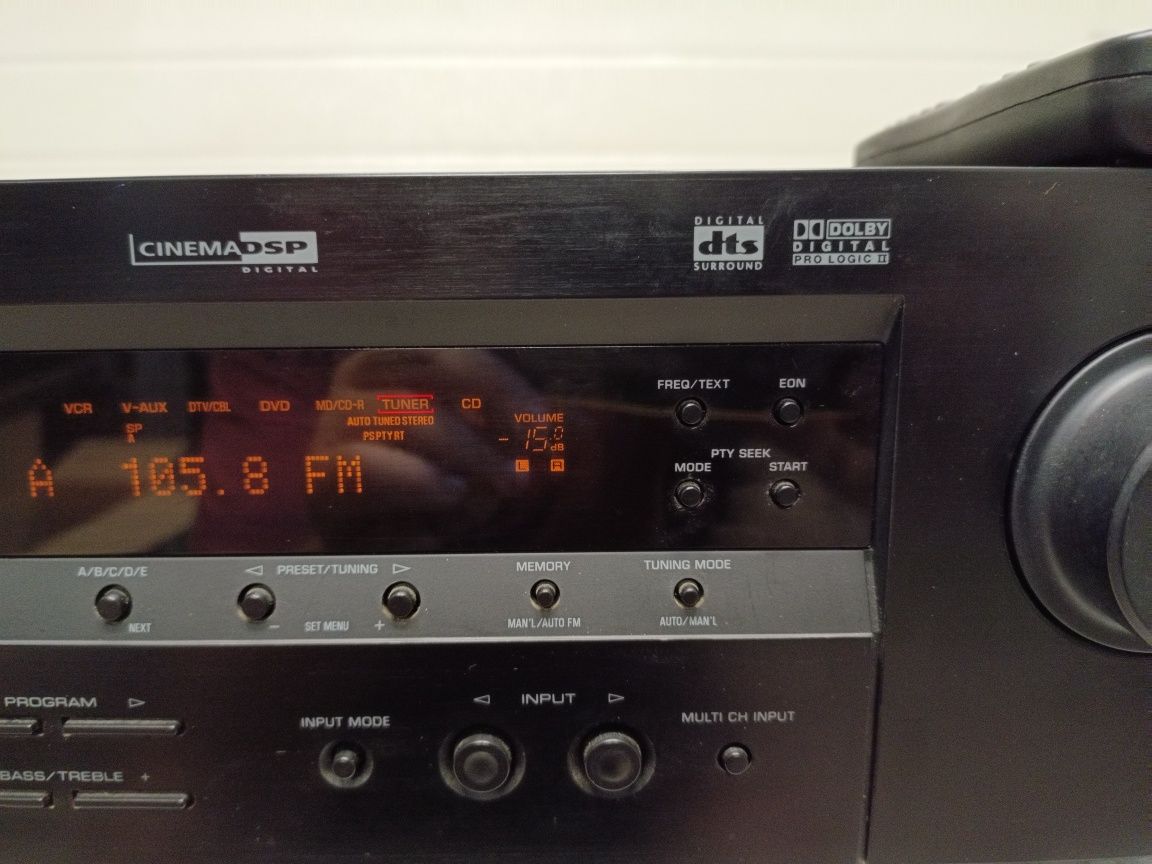 CINEMA DSP
DIGITAL
DIGITAL
dts
SURROUND
DOLBY
DIGITAL
PRO LOGIC II
VCR V-AUX DTV/CBL DVD MD/CD-R TUNER CD
AUTO TUNED STEREO
VOLUME
SP
A
PS PTY RT
-15.0
dB
L R
A 105.8 FM
FREQ/TEXT EON
PTY SEEK
MODE START
A/B/C/D/E
NEXT
◁ PRESET/TUNING ▷
– SET MENU +
MEMORY
MAN'L/AUTO FM
TUNING MODE
AUTO/MAN'L
PROGRAM ▷
INPUT MODE
◁ INPUT ▷
MULTI CH INPUT
BASS/TREBLE +